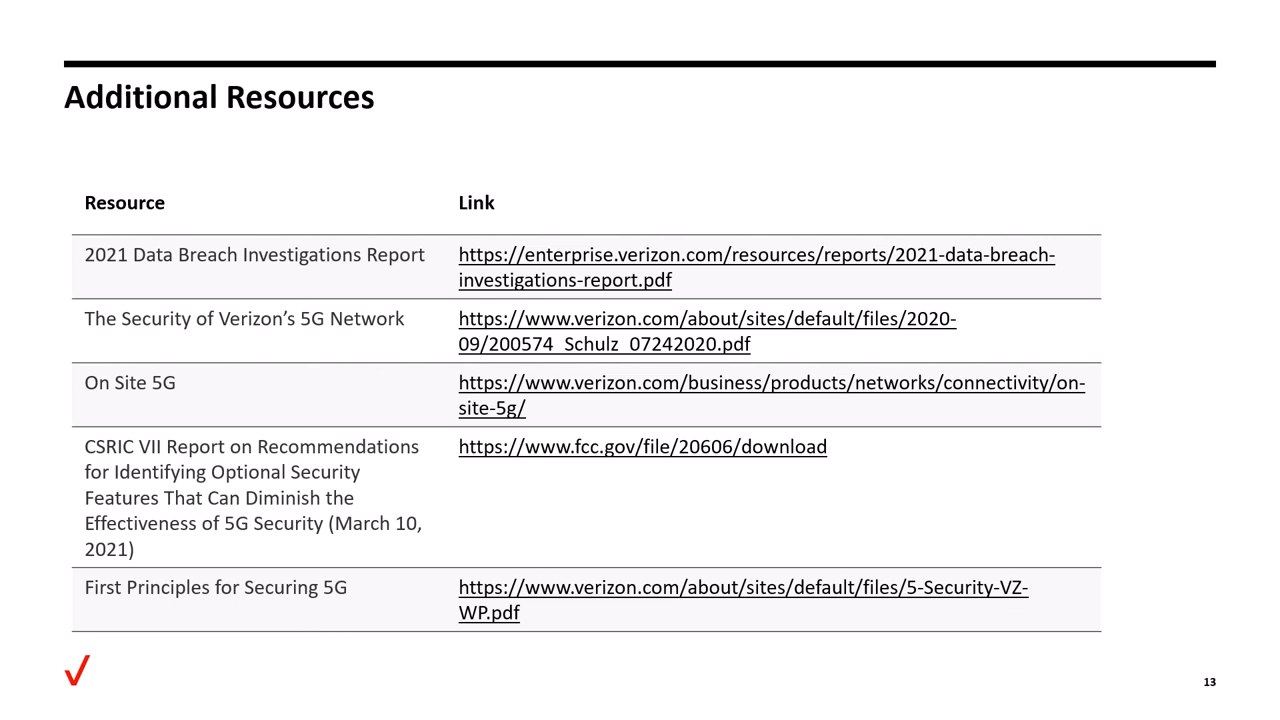 Additional Resources
Resource
Link
2021 Data Breach Investigations Report
https://enterprise.verizon.com/resources/reports/2021-data-breach-
investigations-report.pdf
The Security of Verizon’s 5G Network
https://www.verizon.com/about/sites/default/files/2020-
09/200574_Schulz_07242020.pdf
On Site 5G
https://www.verizon.com/business/products/networks/connectivity/on-
site-5g/
CSRIC VII Report on Recommendations
for Identifying Optional Security
Features That Can Diminish the
Effectiveness of 5G Security (March 10,
2021)
https://www.fcc.gov/file/20606/download
First Principles for Securing 5G
https://www.verizon.com/about/sites/default/files/5-Security-VZ-
WP.pdf
13